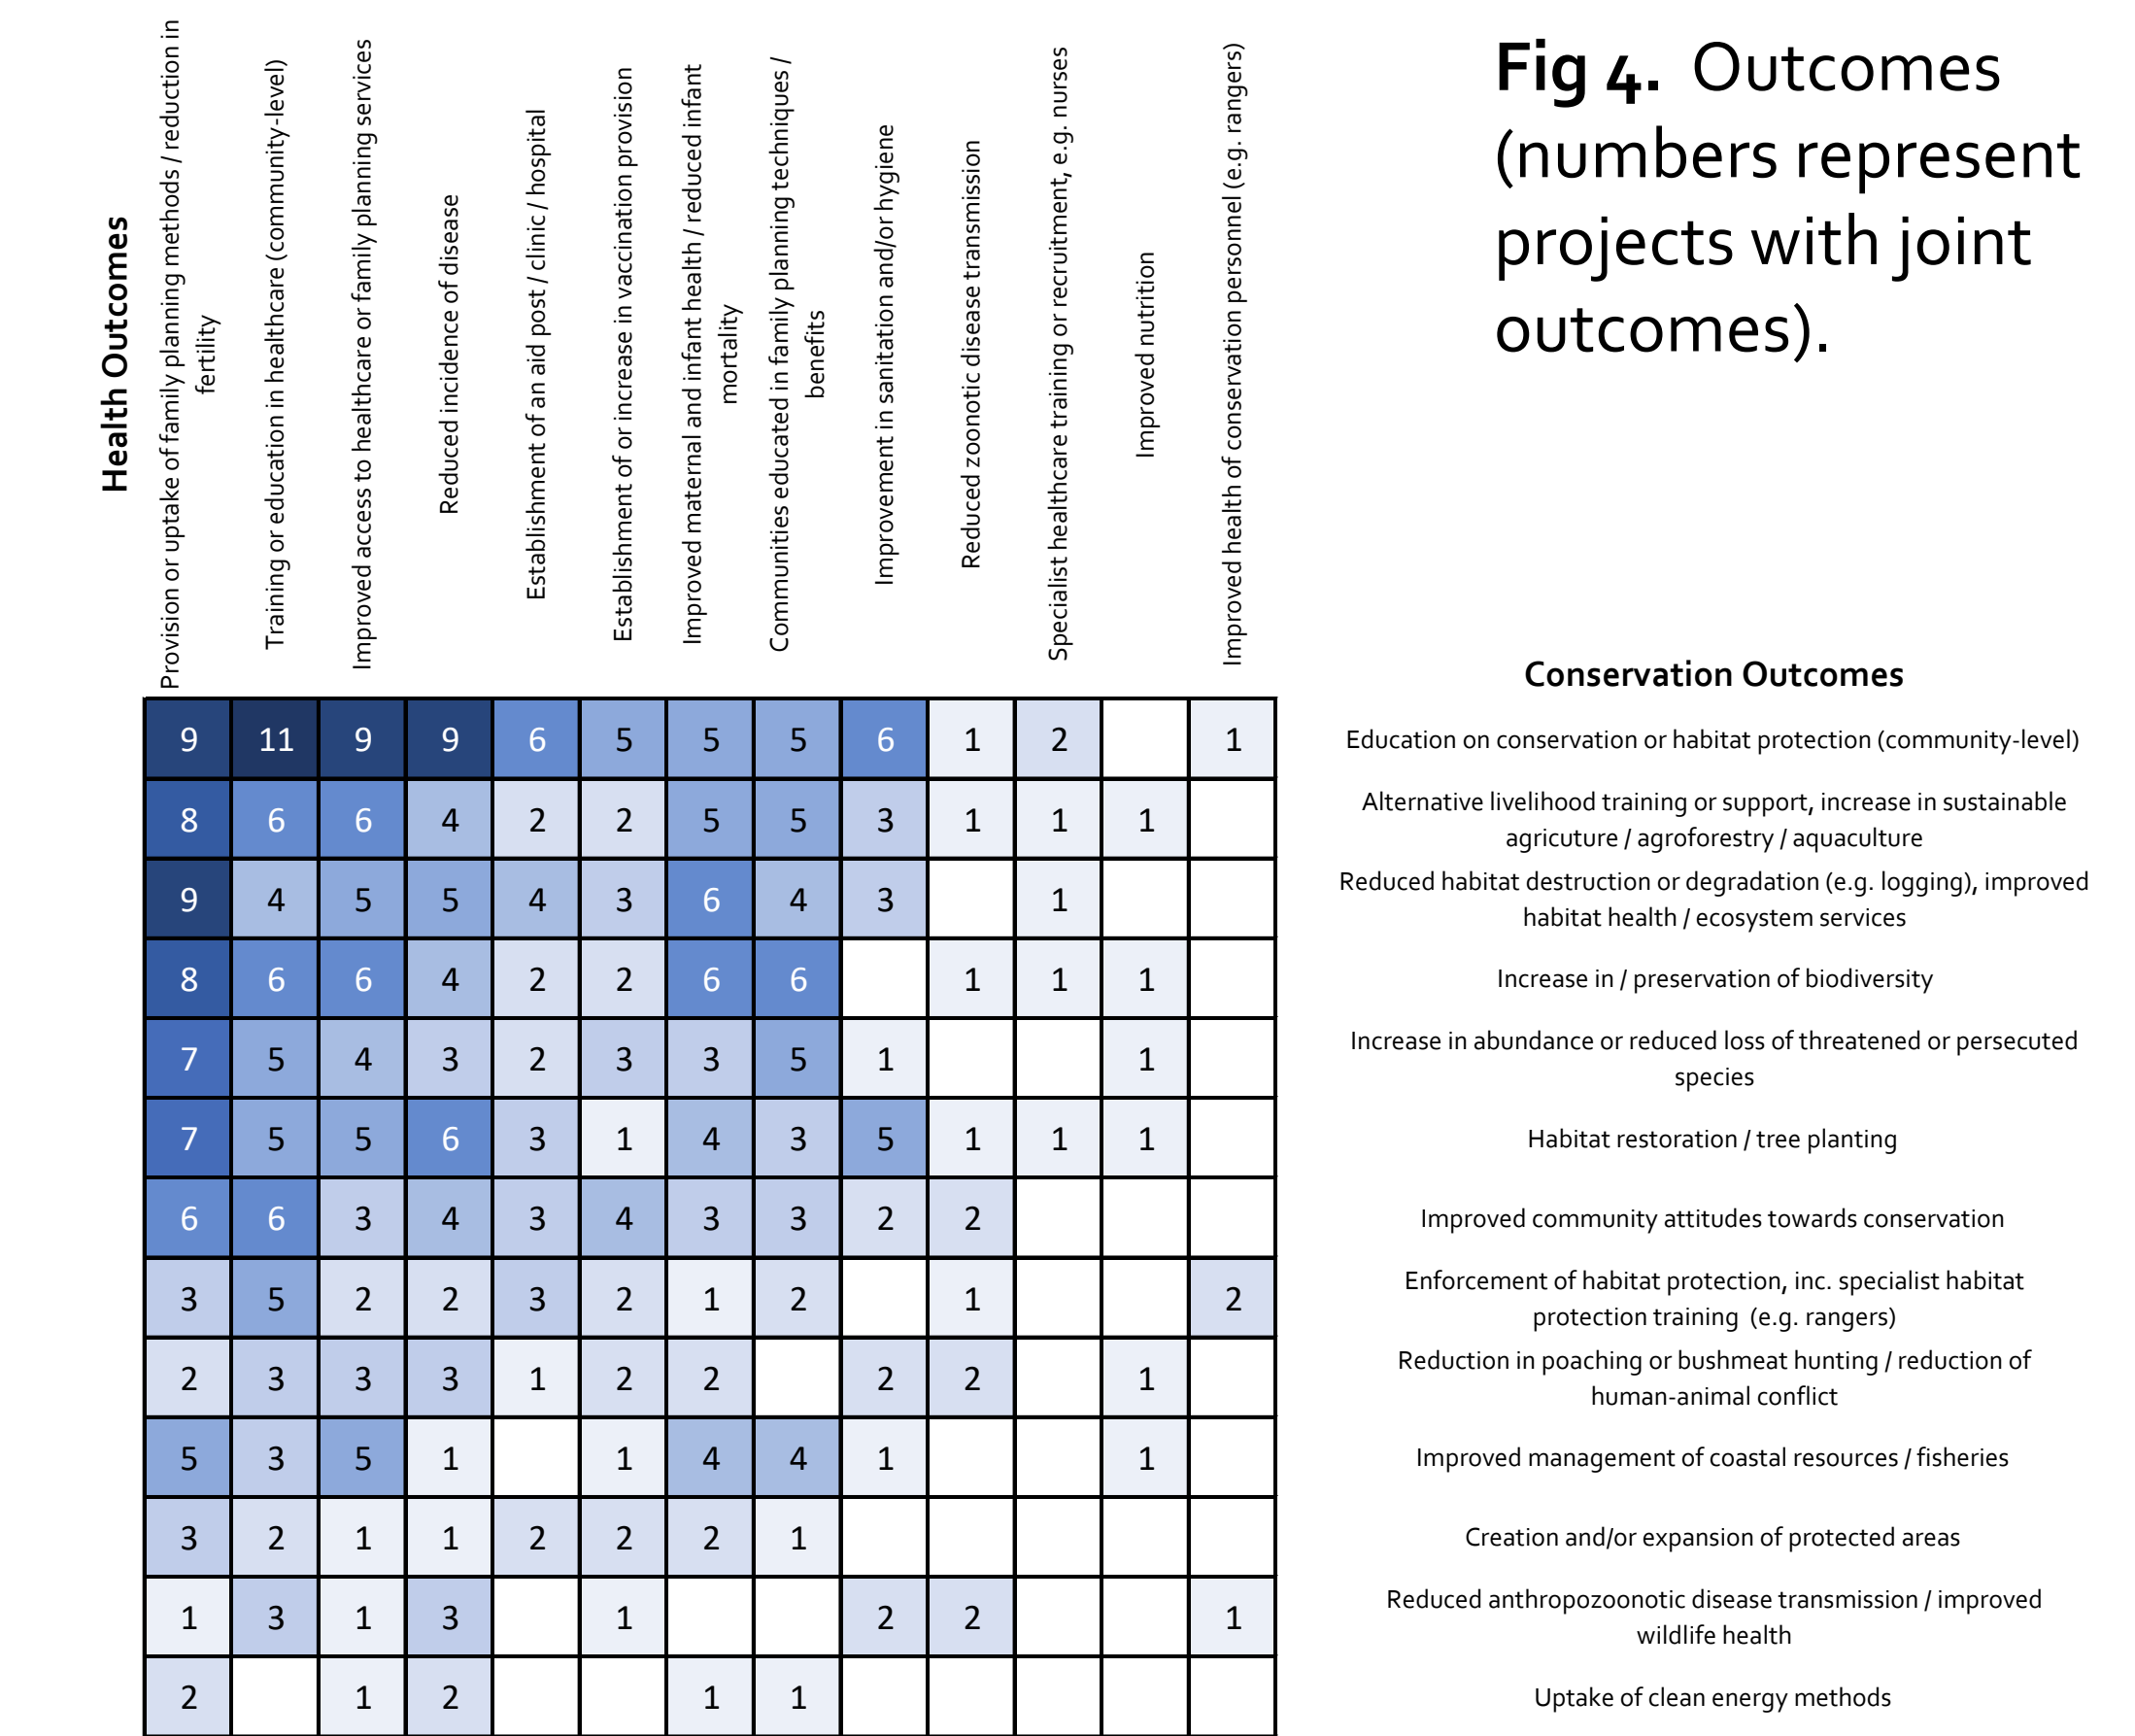 Fig 4. Outcomes
(numbers represent
projects with joint
outcomes).
Health Outcomes
Provision or uptake of family planning methods / reduction in
fertility
Training or education in healthcare (community-level)
Improved access to healthcare or family planning services
Reduced incidence of disease
Establishment of an aid post / clinic / hospital
Establishment of or increase in vaccination provision
Improved maternal and infant health / reduced infant
mortality
Communities educated in family planning techniques /
benefits
Improvement in sanitation and/or hygiene
Reduced zoonotic disease transmission
Specialist healthcare training or recruitment, e.g. nurses
Improved nutrition
Improved health of conservation personnel (e.g. rangers)
Conservation Outcomes
9 11 9 9 6 5 5 5 6 1 2 1
Education on conservation or habitat protection (community-level)
8 6 6 4 2 2 5 5 3 1 1 1
Alternative livelihood training or support, increase in sustainable
agricuture / agroforestry / aquaculture
9 4 5 5 4 3 6 4 3 1
Reduced habitat destruction or degradation (e.g. logging), improved
habitat health / ecosystem services
8 6 6 4 2 2 6 6 1 1 1
Increase in / preservation of biodiversity
7 5 4 3 2 3 3 5 1 1
Increase in abundance or reduced loss of threatened or persecuted
species
7 5 5 6 3 1 4 3 5 1 1 1
Habitat restoration / tree planting
6 6 3 4 3 4 3 3 2 2
Improved community attitudes towards conservation
3 5 2 2 3 2 1 2 1 2
Enforcement of habitat protection, inc. specialist habitat
protection training (e.g. rangers)
2 3 3 3 1 2 2 2 2 1
Reduction in poaching or bushmeat hunting / reduction of
human-animal conflict
5 3 5 1 1 4 4 1 1
Improved management of coastal resources / fisheries
3 2 1 1 2 2 2 1
Creation and/or expansion of protected areas
1 3 1 3 1 2 2 1
Reduced anthropozoonotic disease transmission / improved
wildlife health
2 1 2 1 1
Uptake of clean energy methods